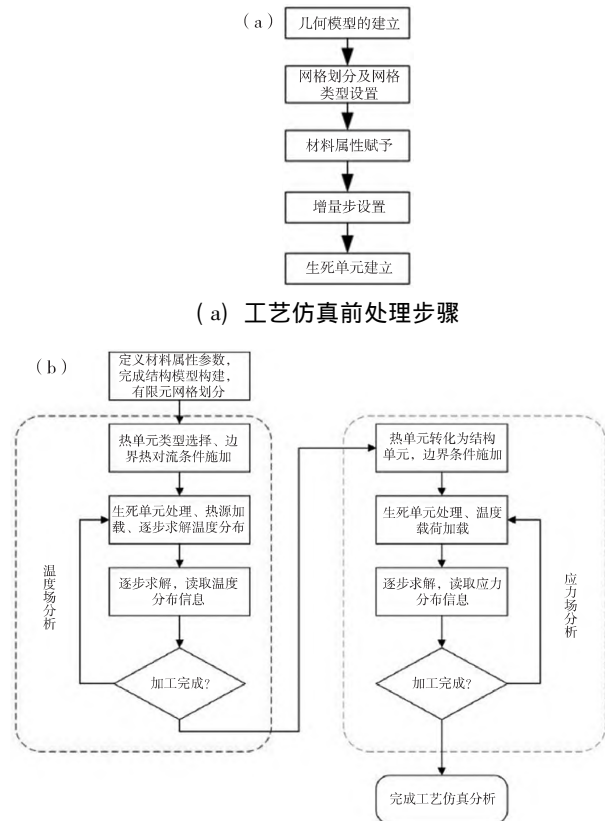 （a）
几何模型的建立
网格划分及网格
类型设置
材料属性赋予
增量步设置
生死单元建立
(a) 工艺仿真前处理步骤
（b）
定义材料属性参数，
完成结构模型构建，
有限元网格划分
热单元类型选择、边
界热对流条件施加
生死单元处理、热源加
载、逐步求解温度分布
逐步求解，读取温度
分布信息
加工完成?
温度场分析
热单元转化为结构
单元，边界条件施加
生死单元处理、温度
载荷加载
逐步求解，读取应力
分布信息
加工完成?
应力场分析
完成工艺仿真分析